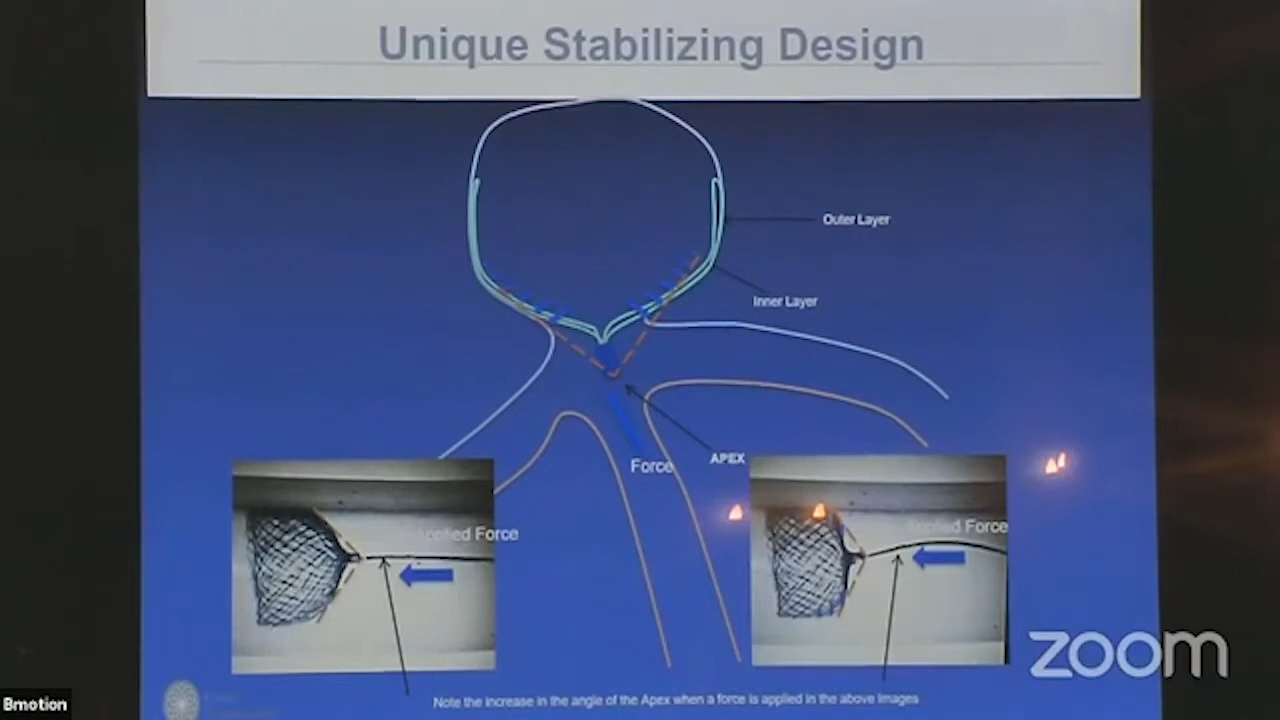 Unique Stabilizing Design
Outer Layer
Inner Layer
APEX
Force
Applied Force
Applied Force
Note the increase in the angle of the Apex when a force is applied in the above Images
zoom
Bmotion